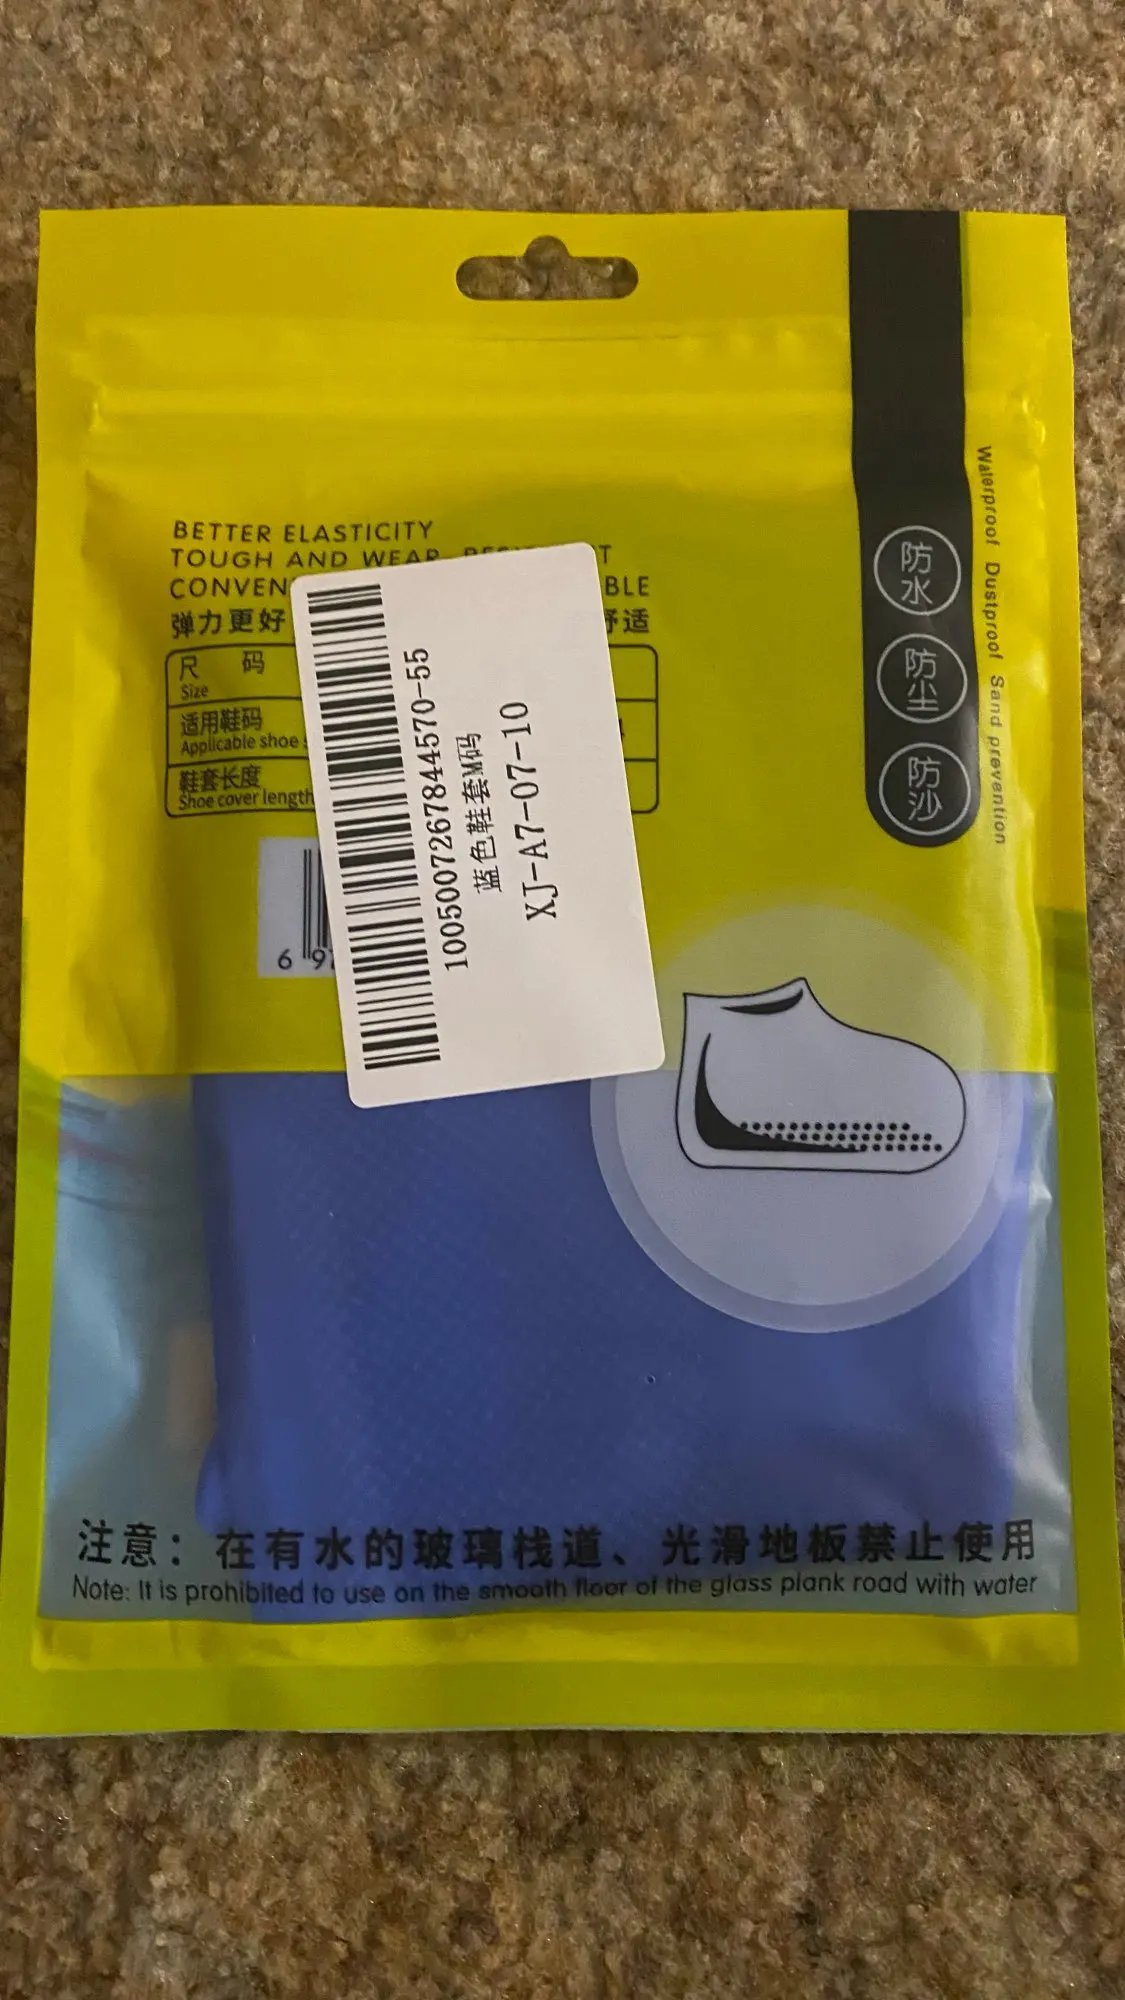 BETTER ELASTICITY
TOUGH AND WEAR
CONVEN BLE
弹力更好 舒适
尺 码
Size
适用鞋码
Applicable shoe
鞋套长度
Shoe cover length
6 97
1005007267844570-55
蓝色鞋套M码
XJ-A7-07-10
防水
防尘
防沙
Waterproof Dustproof Sand prevention
注意：在有水的玻璃栈道、光滑地板禁止使用
Note: It is prohibited to use on the smooth floor of the glass plank road with water